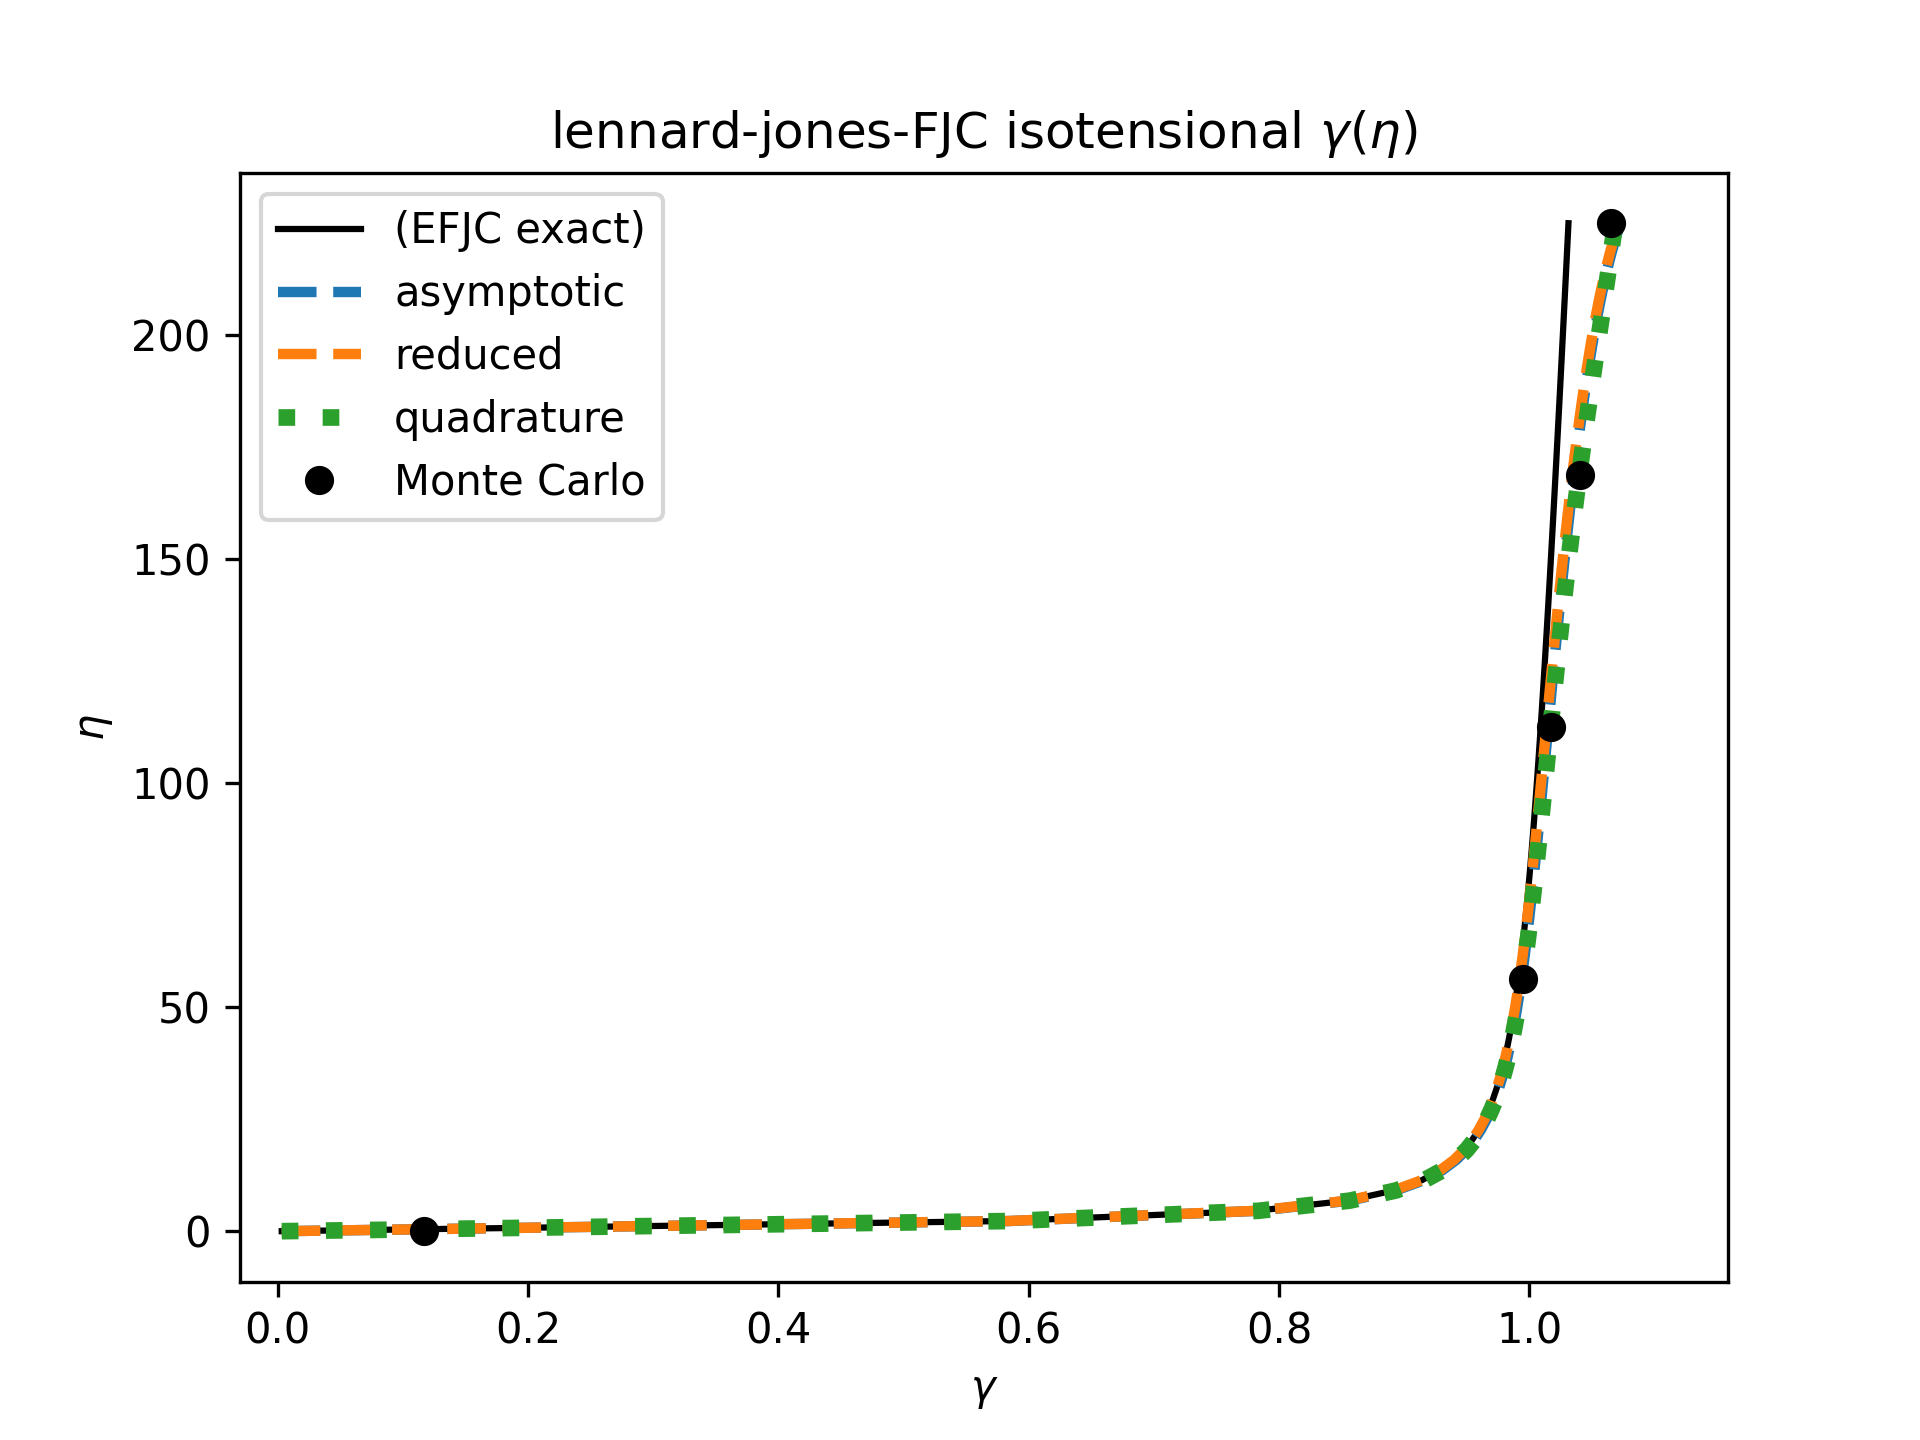 lennard-jones-FJC isotensional γ(η)
(EFJC exact)
asymptotic
reduced
quadrature
Monte Carlo
η
200
150
100
50
0
0.0 0.2 0.4 0.6 0.8 1.0
γ